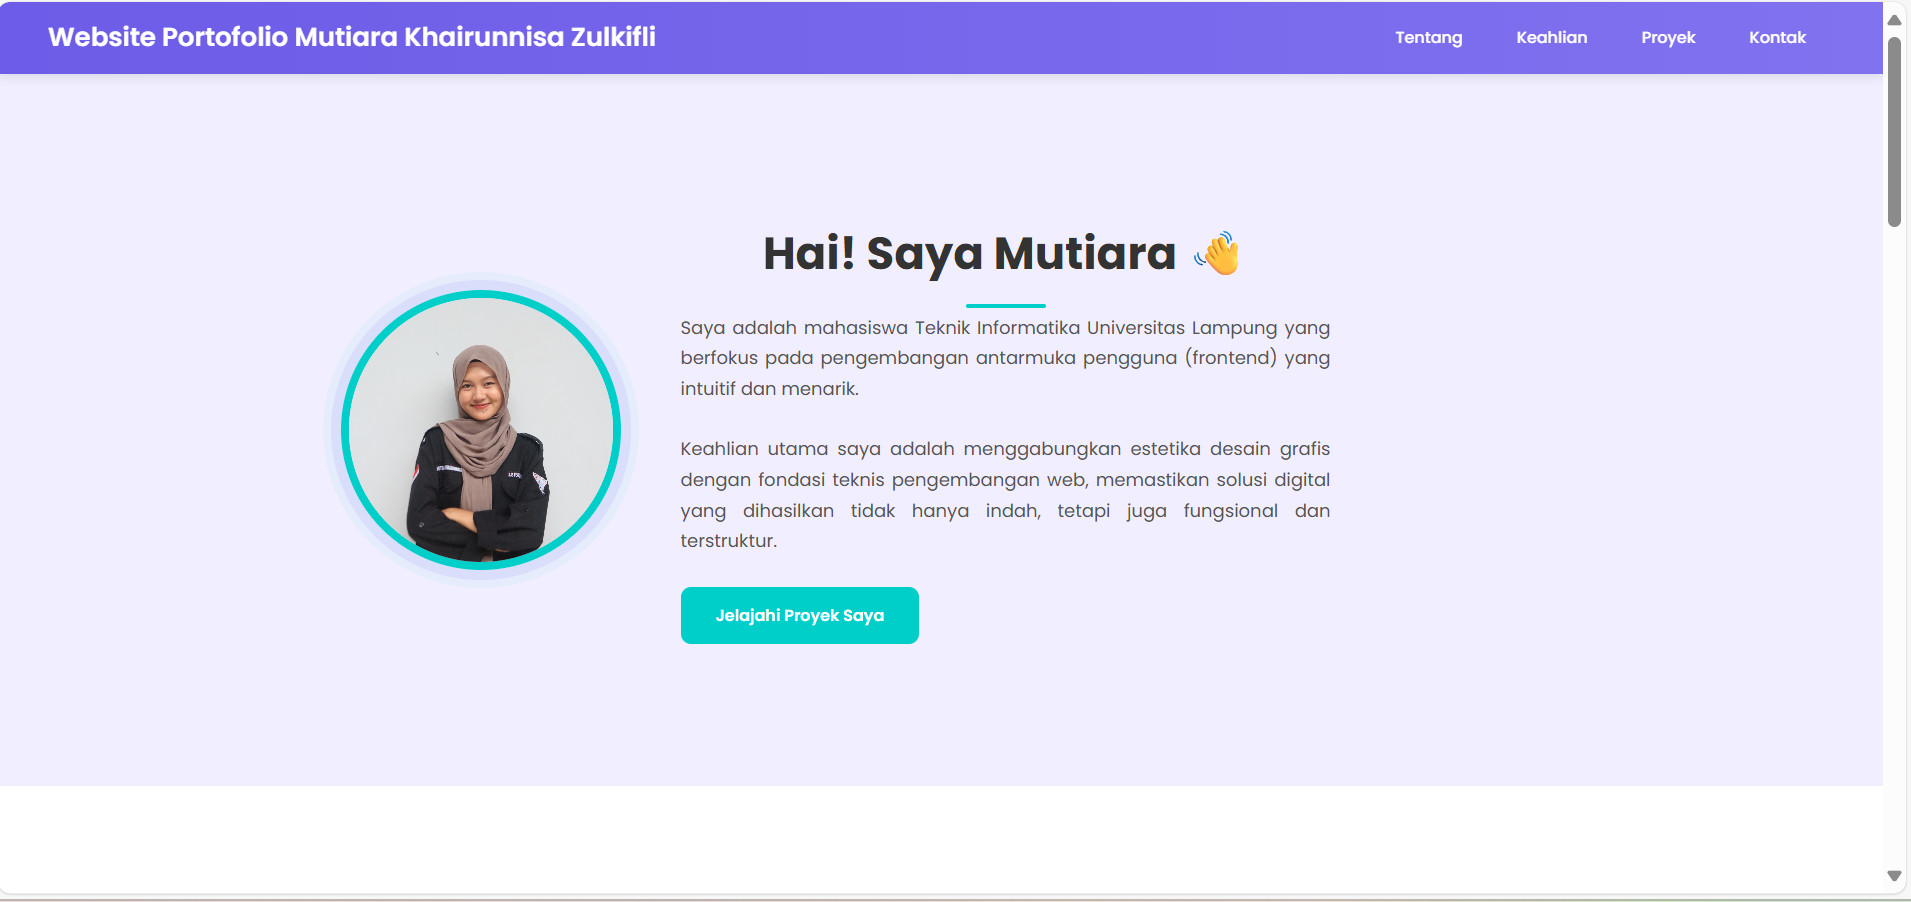 Website Portofolio Mutiara Khairunnisa Zulkifli
Tentang
Keahlian
Proyek
Kontak
Hai! Saya Mutiara 👋
Saya adalah mahasiswa Teknik Informatika Universitas Lampung yang
berfokus pada pengembangan antarmuka pengguna (frontend) yang
intuitif dan menarik.
Keahlian utama saya adalah menggabungkan estetika desain grafis
dengan fondasi teknis pengembangan web, memastikan solusi digital
yang dihasilkan tidak hanya indah, tetapi juga fungsional dan
terstruktur.
Jelajahi Proyek Saya